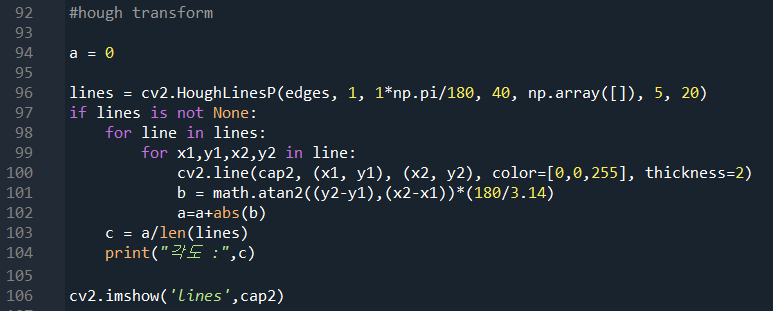 92 #hough transform
93
94 a = 0
95
96 lines = cv2.HoughLinesP(edges, 1, 1*np.pi/180, 40, np.array([]), 5, 20)
97 if lines is not None:
98     for line in lines:
99         for x1,y1,x2,y2 in line:
100             cv2.line(cap2, (x1, y1), (x2, y2), color=[0,0,255], thickness=2)
101             b = math.atan2((y2-y1),(x2-x1))*(180/3.14)
102             a=a+abs(b)
103     c = a/len(lines)
104     print("각도 :",c)
105
106 cv2.imshow('lines',cap2)